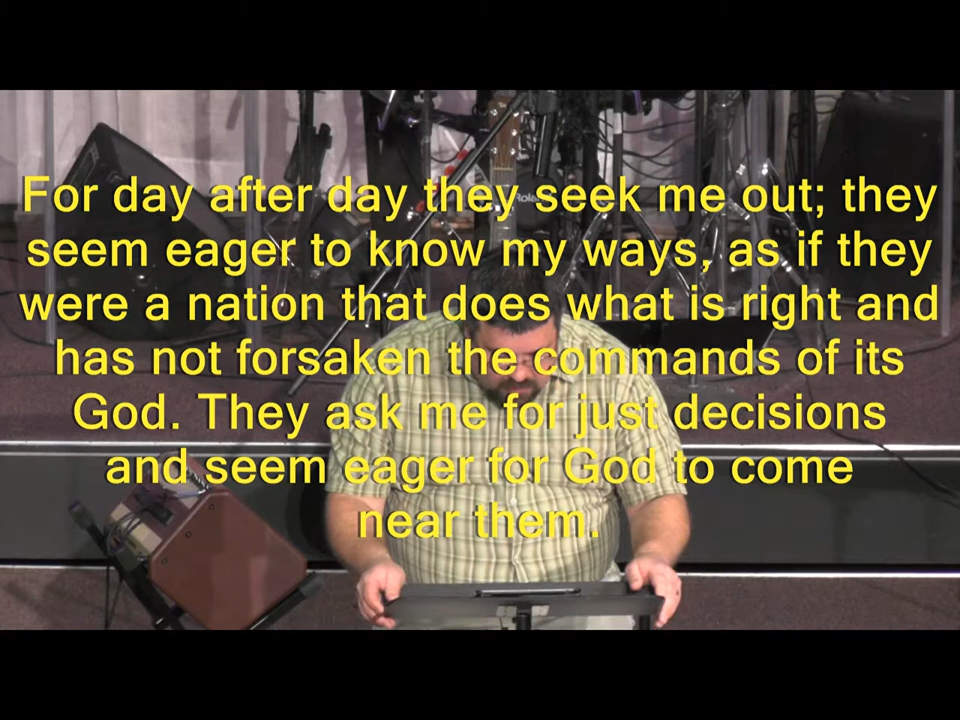 For day after day they seek me out; they
seem eager to know my ways, as if they
were a nation that does what is right and
has not forsaken the commands of its
God. They ask me for just decisions
and seem eager for God to come
near them.
Roland